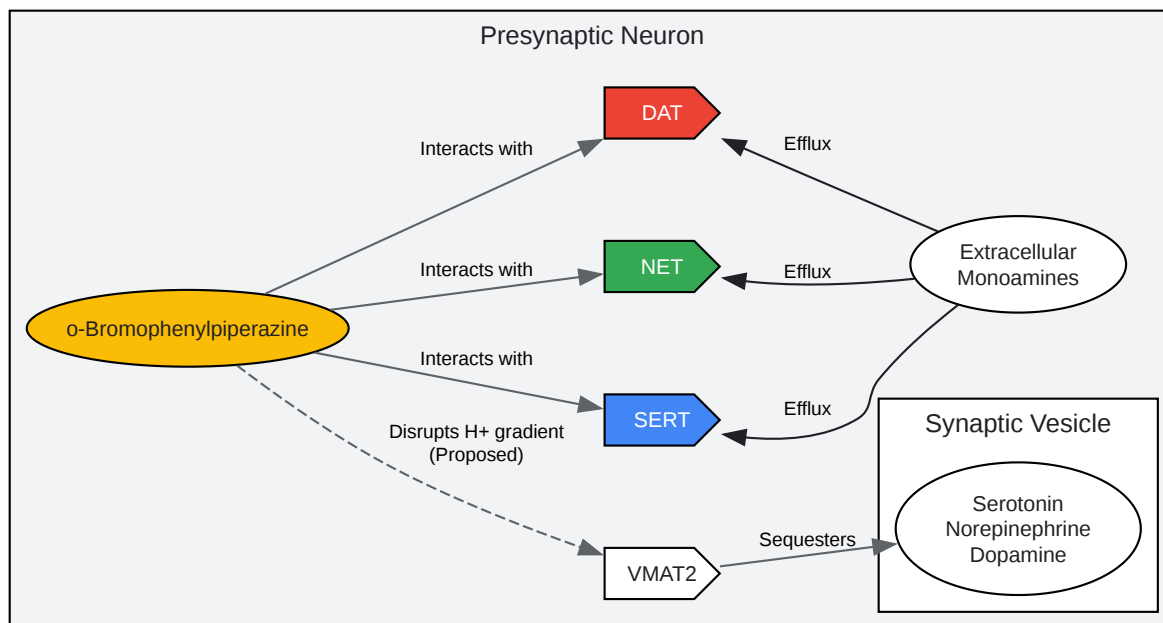 Presynaptic Neuron
DAT
Interacts with
Efflux
NET
Interacts with
Efflux
Extracellular
Monoamines
o-Bromophenylpiperazine
Interacts with
SERT
Efflux
Disrupts H+ gradient
(Proposed)
VMAT2
Sequesters
Synaptic Vesicle
Serotonin
Norepinephrine
Dopamine